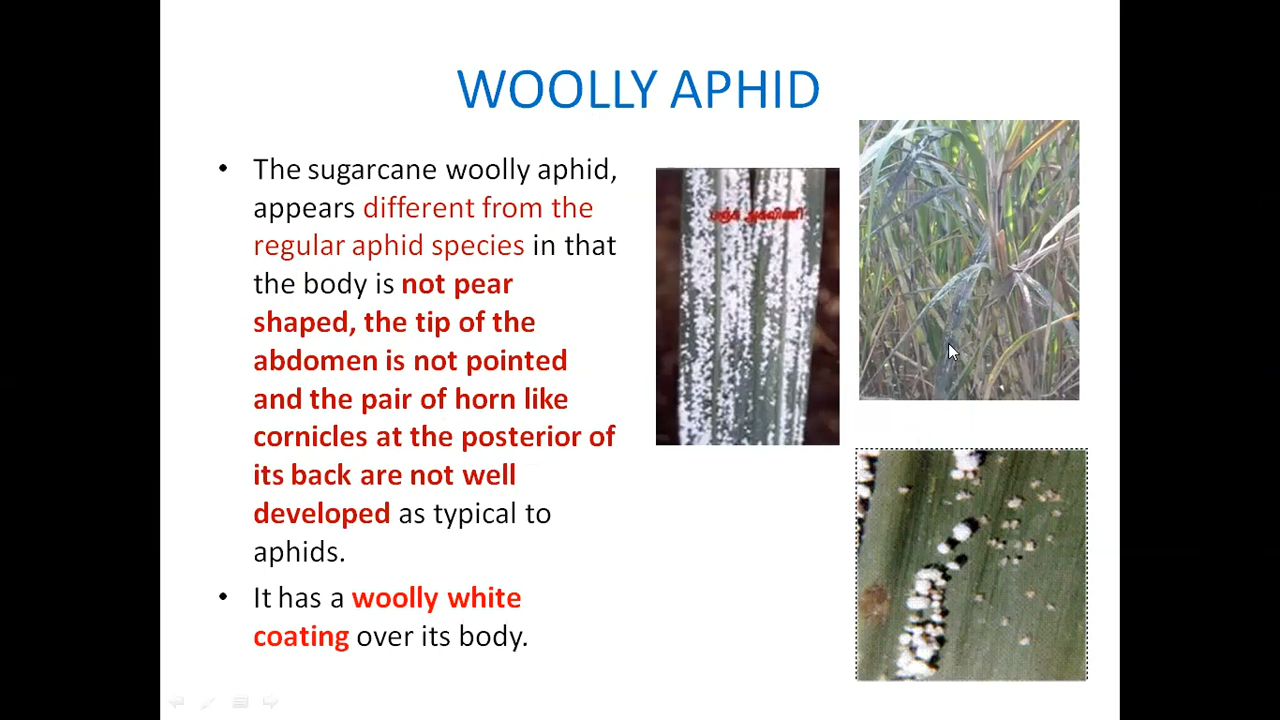 WOOLLY APHID
• The sugarcane woolly aphid,
appears different from the
regular aphid species in that
the body is not pear
shaped, the tip of the
abdomen is not pointed
and the pair of horn like
cornicles at the posterior of
its back are not well
developed as typical to
aphids.
• It has a woolly white
coating over its body.
பஞ்சு அசுவிணி